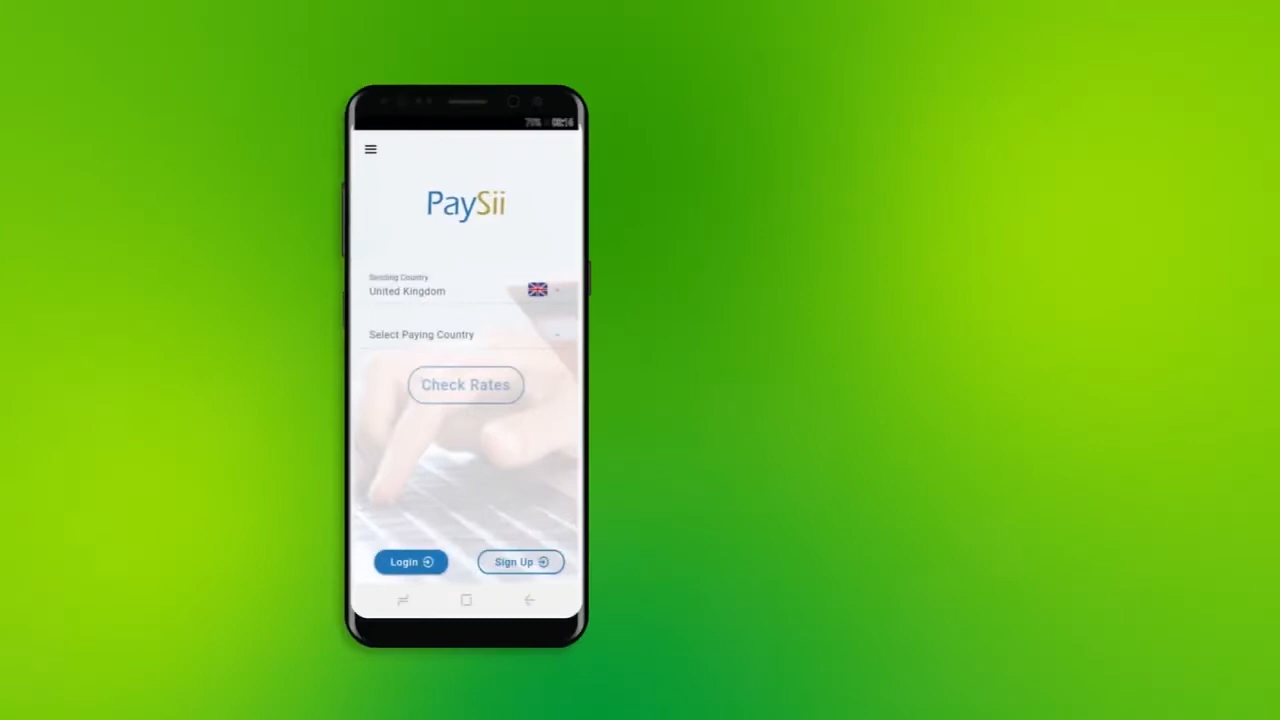 PaySii
Sending Country
United Kingdom
Select Paying Country
Check Rates
Login
Sign Up